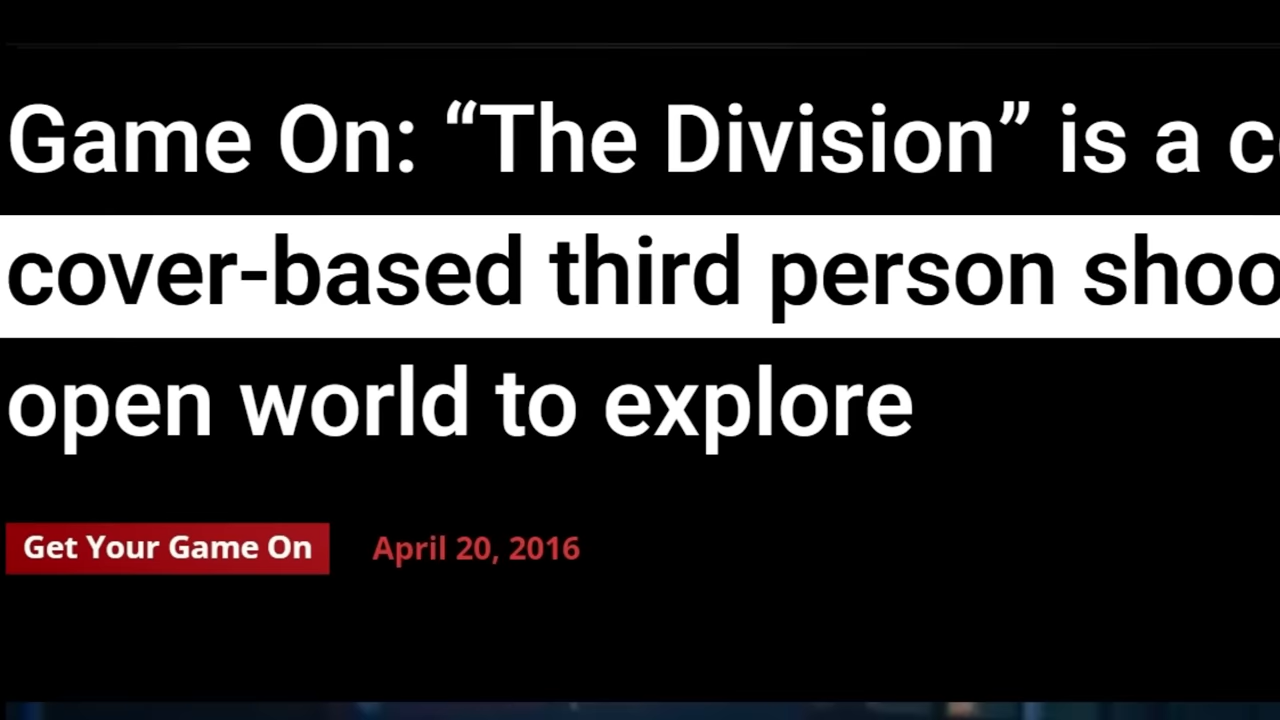 Game On: “The Division” is a
cover-based third person
open world to explore
Get Your Game On
April 20, 2016